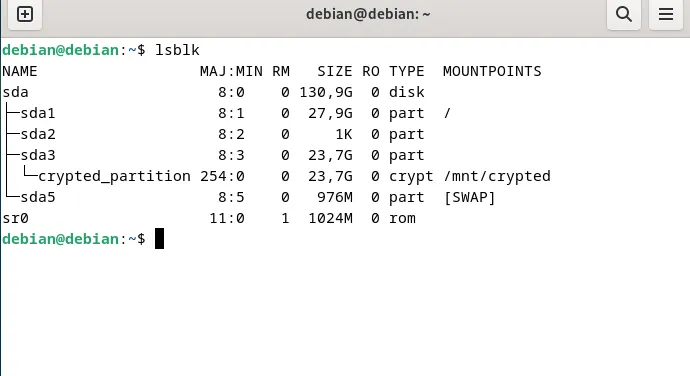 debian@debian: ~
debian@debian:~$ lsblk
NAME                  MAJ:MIN RM   SIZE RO TYPE  MOUNTPOINTS
sda                     8:0    0 130,9G  0 disk
├─sda1                  8:1    0  27,9G  0 part  /
├─sda2                  8:2    0     1K  0 part
├─sda3                  8:3    0  23,7G  0 part
│ └─crypted_partition 254:0    0  23,7G  0 crypt /mnt/crypted
└─sda5                  8:5    0   976M  0 part  [SWAP]
sr0                    11:0    1  1024M  0 rom
debian@debian:~$